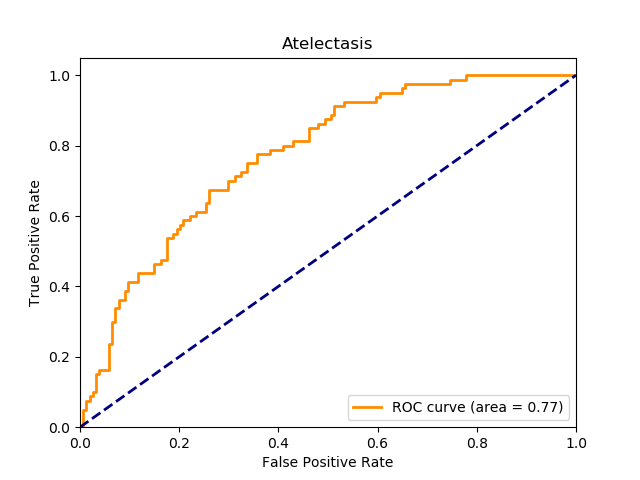 Atelectasis
True Positive Rate
1.0
0.8
0.6
0.4
0.2
0.0
0.0 0.2 0.4 0.6 0.8 1.0
False Positive Rate
ROC curve (area = 0.77)